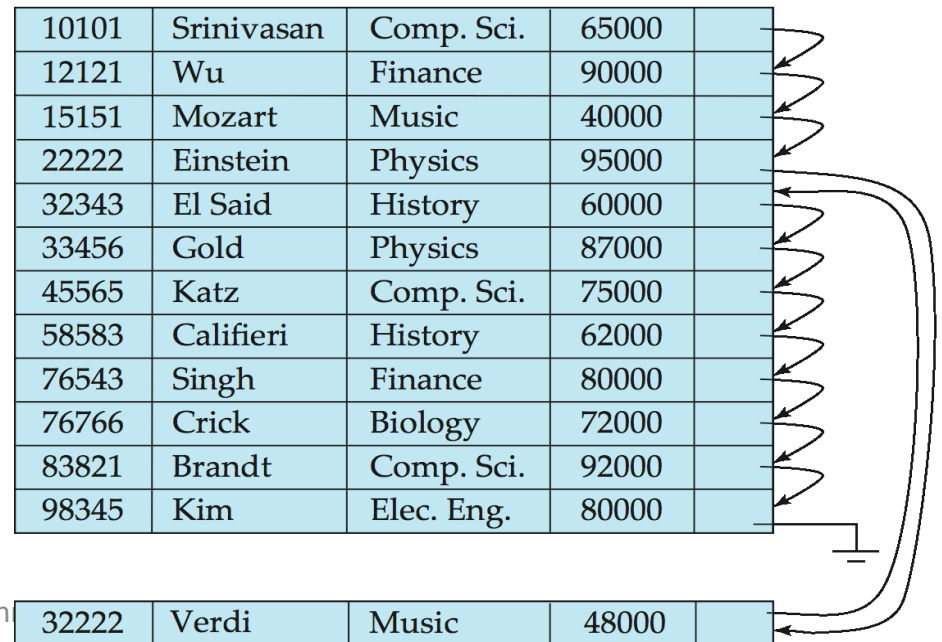 10101 Srinivasan Comp. Sci. 65000
12121 Wu Finance 90000
15151 Mozart Music 40000
22222 Einstein Physics 95000
32343 El Said History 60000
33456 Gold Physics 87000
45565 Katz Comp. Sci. 75000
58583 Califieri History 62000
76543 Singh Finance 80000
76766 Crick Biology 72000
83821 Brandt Comp. Sci. 92000
98345 Kim Elec. Eng. 80000
32222 Verdi Music 48000